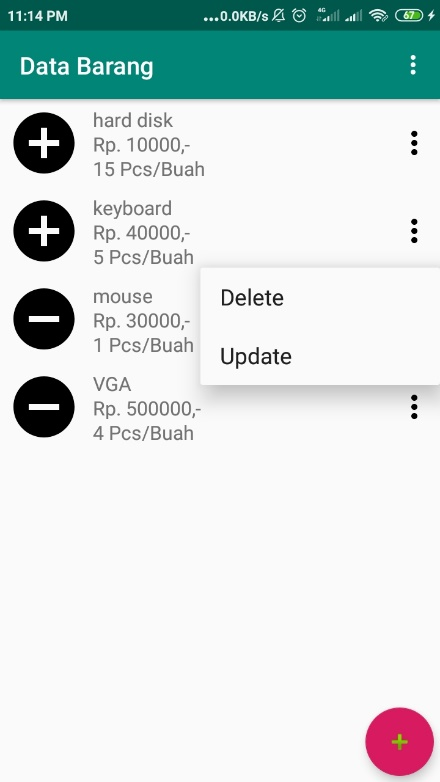 11:14 PM
...0.0KB/s
4G
67
Data Barang
hard disk
Rp. 10000,-
15 Pcs/Buah
keyboard
Rp. 40000,-
5 Pcs/Buah
mouse
Rp. 30000,-
1 Pcs/Buah
Delete
Update
VGA
Rp. 500000,-
4 Pcs/Buah